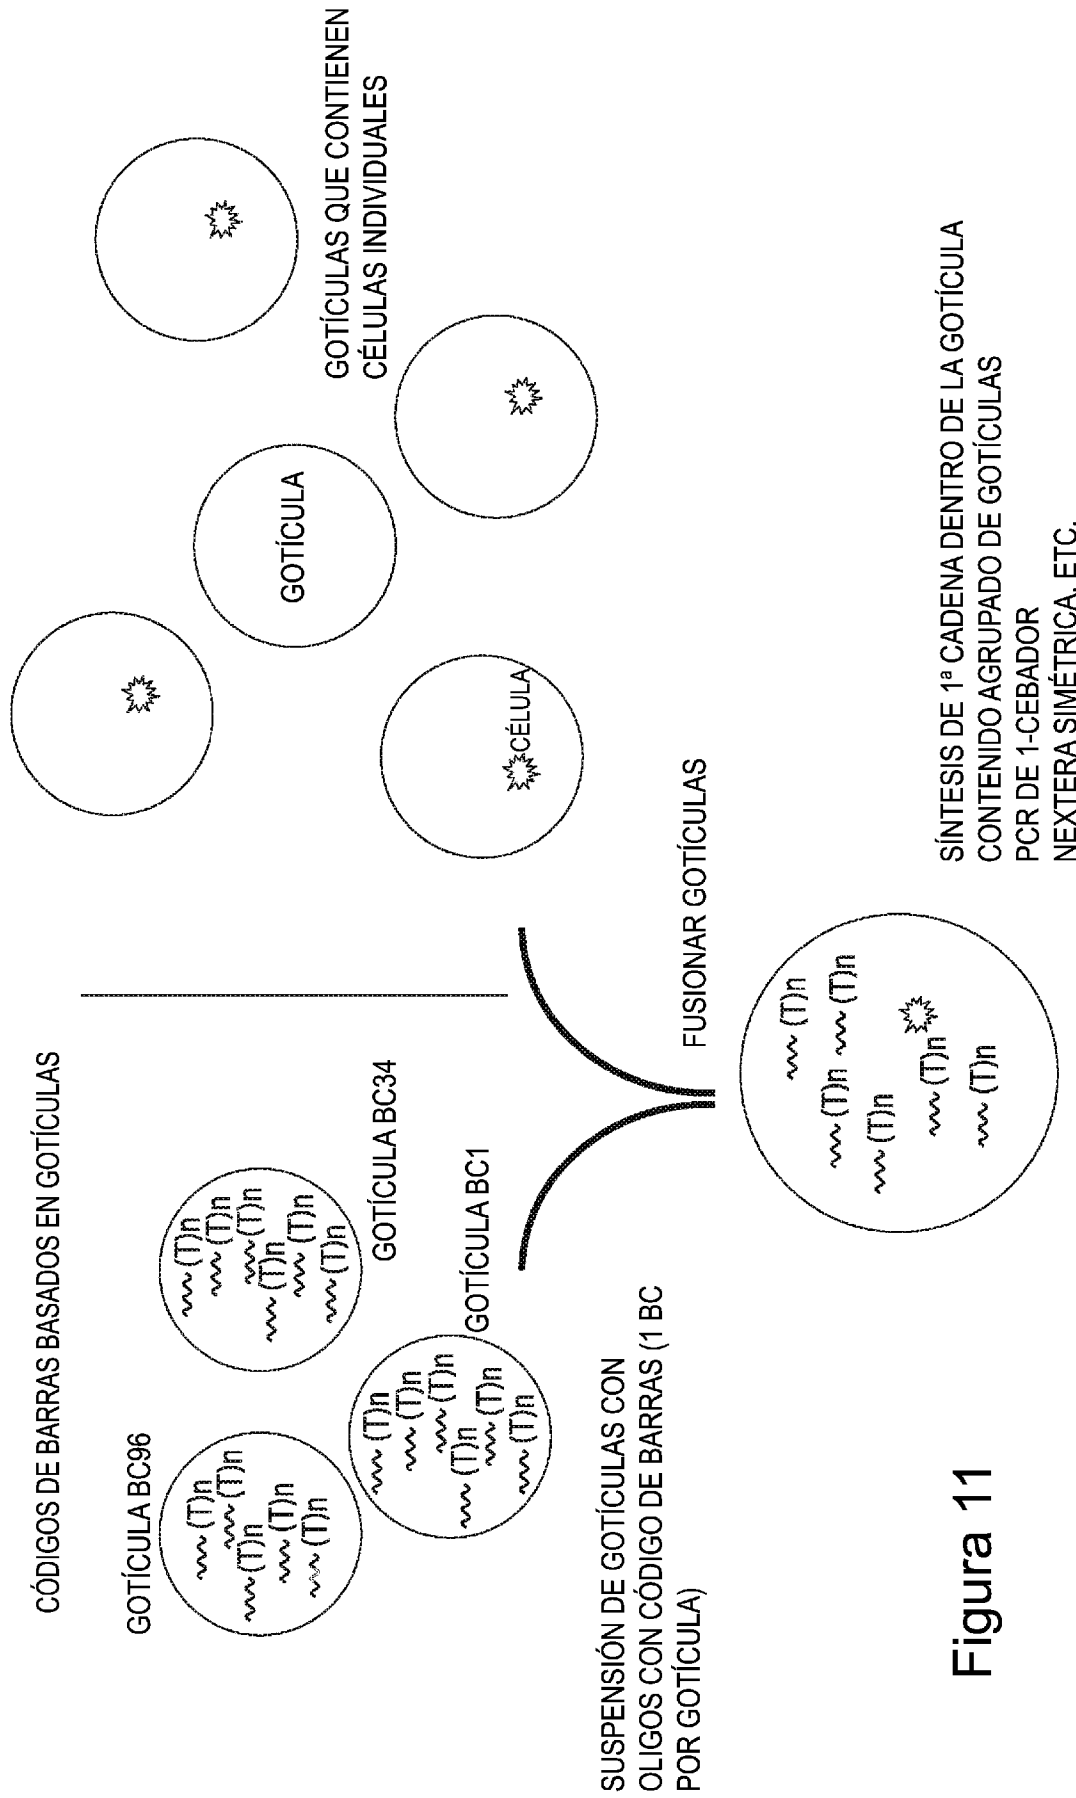 CÓDIGOS DE BARRAS BASADOS EN GOTÍCULAS
GOTÍCULA BC96
(T)n
(T)n
(T)n
(T)n
(T)n
(T)n
(T)n
(T)n
(T)n
(T)n
(T)n
GOTÍCULA BC34
(T)n
(T)n
(T)n
(T)n
(T)n
(T)n
GOTÍCULA BC1
SUSPENSIÓN DE GOTÍCULAS CON
OLIGOS CON CÓDIGO DE BARRAS (1 BC
POR GOTÍCULA)
GOTÍCULA
CÉLULA
GOTÍCULAS QUE CONTIENEN
CÉLULAS INDIVIDUALES
FUSIONAR GOTÍCULAS
(T)n
(T)n
(T)n
(T)n
(T)n
(T)n
SÍNTESIS DE 1ª CADENA DENTRO DE LA GOTÍCULA
CONTENIDO AGRUPADO DE GOTÍCULAS
PCR DE 1-CEBADOR
NEXTERA SIMÉTRICA, ETC.
Figura 11